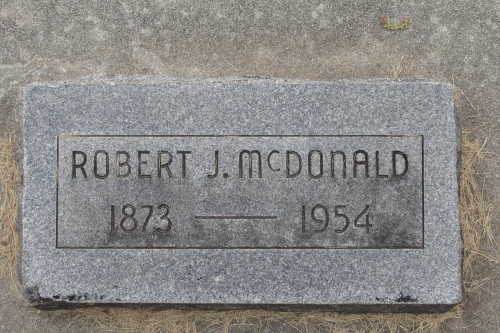 ROBERT J. McDONALD
1873 — 1954